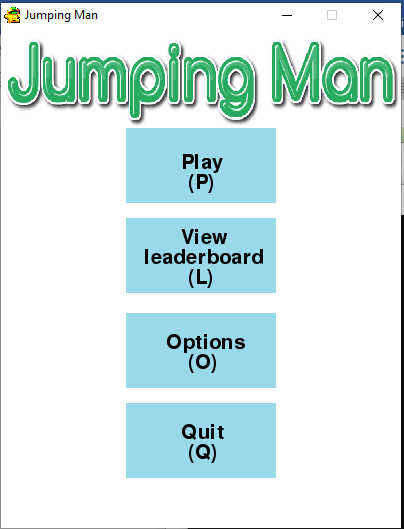 Jumping Man
Jumping Man
Play
(P)
View
leaderboard
(L)
Options
(O)
Quit
(Q)